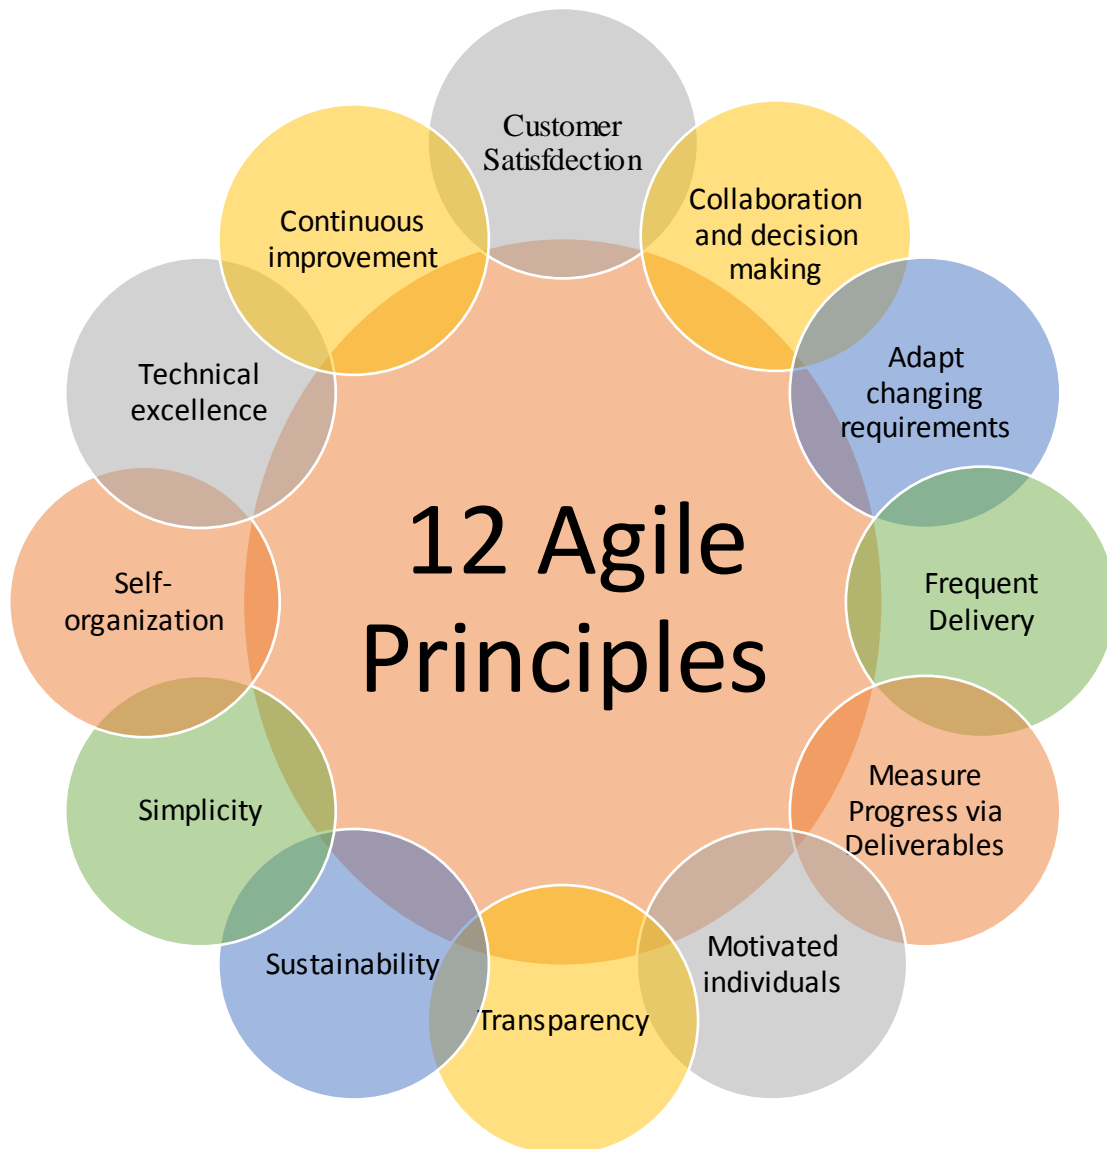 Customer
Satisfdection
Collaboration
and decision
making
Adapt
changing
requirements
Frequent
Delivery
Measure
Progress via
Deliverables
Motivated
individuals
Transparency
Sustainability
Simplicity
Self-
organization
Technical
excellence
Continuous
improvement
12 Agile
Principles